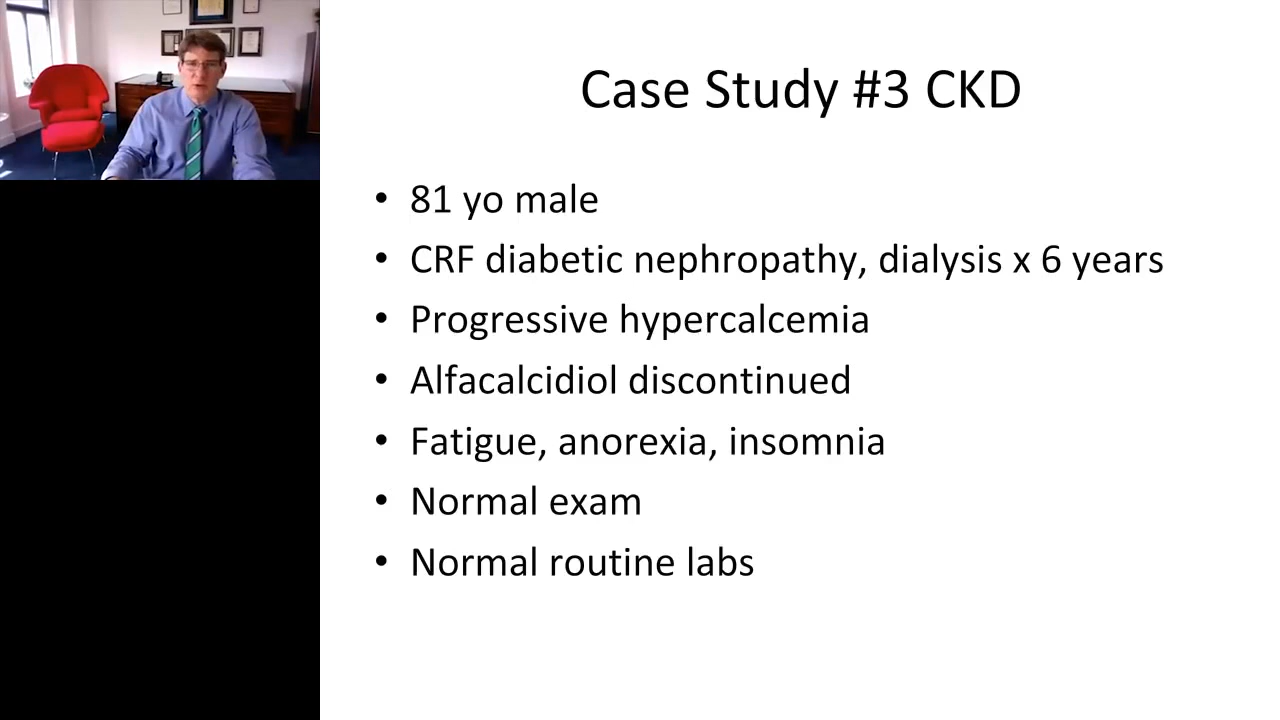 Case Study #3 CKD
• 81 yo male
• CRF diabetic nephropathy, dialysis x 6 years
• Progressive hypercalcemia
• Alfacalcidiol discontinued
• Fatigue, anorexia, insomnia
• Normal exam
• Normal routine labs